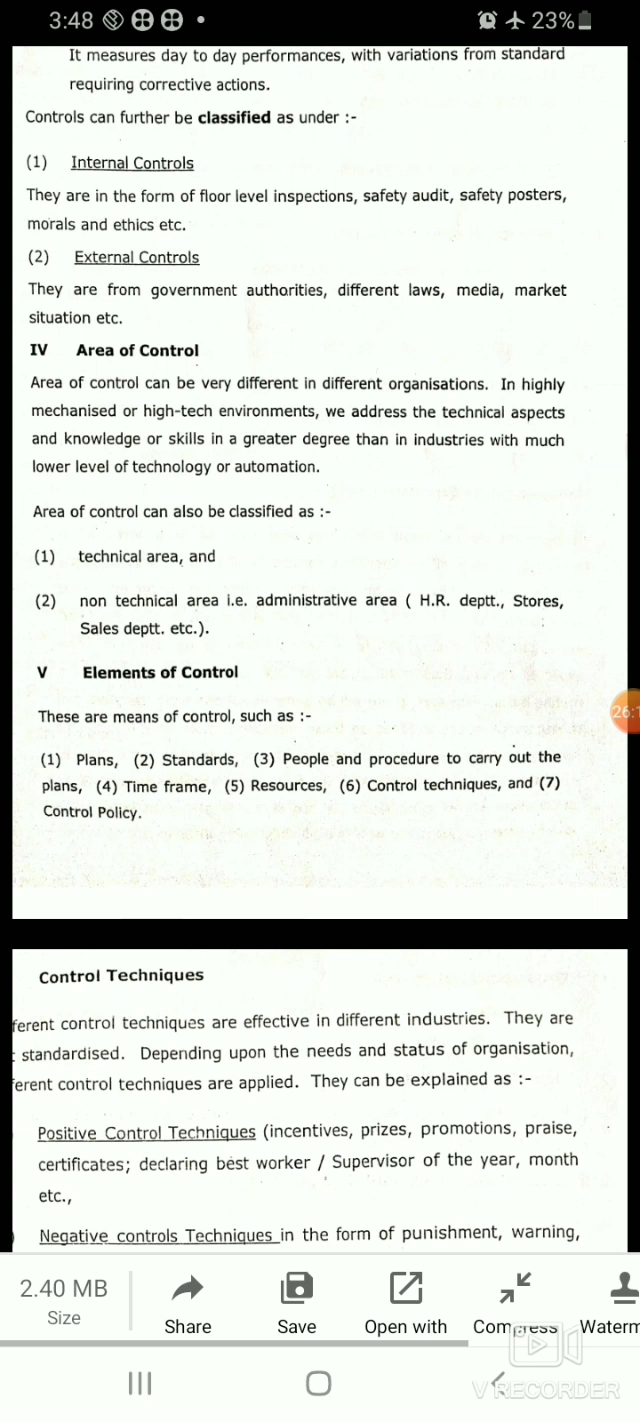 3:48 23%
It measures day to day performances, with variations from standard
requiring corrective actions.
Controls can further be classified as under :-
(1) Internal Controls
They are in the form of floor level inspections, safety audit, safety posters,
morals and ethics etc.
(2) External Controls
They are from government authorities, different laws, media, market
situation etc.
IV Area of Control
Area of control can be very different in different organisations. In highly
mechanised or high-tech environments, we address the technical aspects
and knowledge or skills in a greater degree than in industries with much
lower level of technology or automation.
Area of control can also be classified as :-
(1) technical area, and
(2) non technical area i.e. administrative area ( H.R. deptt., Stores,
Sales deptt. etc.).
V Elements of Control
26:1
These are means of control, such as :-
(1) Plans, (2) Standards, (3) People and procedure to carry out the
plans, (4) Time frame, (5) Resources, (6) Control techniques, and (7)
Control Policy.
Control Techniques
ferent control techniques are effective in different industries. They are
standardised. Depending upon the needs and status of organisation,
erent control techniques are applied. They can be explained as :-
Positive Control Techniques (incentives, prizes, promotions, praise,
certificates; declaring best worker / Supervisor of the year, month
etc.,
) Negative controls Techniques in the form of punishment, warning,
2.40 MB
Size
Share
Save
Open with
Compress
Waterm
VRECORDER